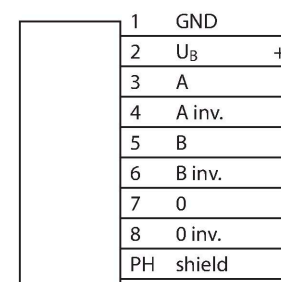 1 GND
2 U_B +
3 A
4 A inv.
5 B
6 B inv.
7 0
8 0 inv.
PH shield